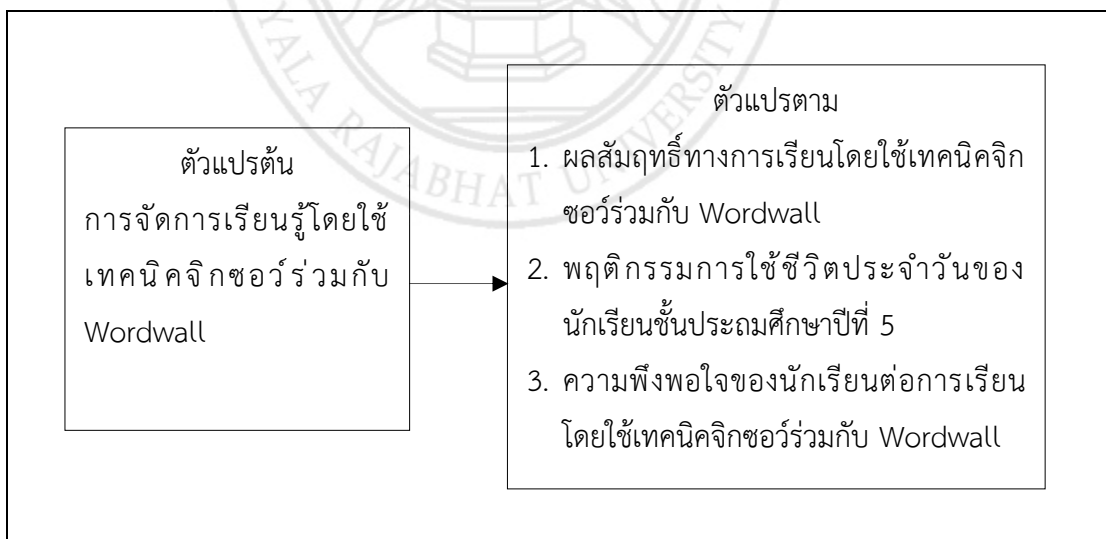 YALA RAJABHAT UNIVERSITY
ตัวแปรต้น
การจัดการเรียนรู้โดยใช้
เทคนิคจิกซอว์ร่วมกับ
Wordwall
ตัวแปรตาม
1. ผลสัมฤทธิ์ทางการเรียนโดยใช้เทคนิคจิก
ซอว์ร่วมกับ Wordwall
2. พฤติกรรมการใช้ชีวิตประจำวันของ
นักเรียนชั้นประถมศึกษาปีที่ 5
3. ความพึงพอใจของนักเรียนต่อการเรียน
โดยใช้เทคนิคจิกซอว์ร่วมกับ Wordwall